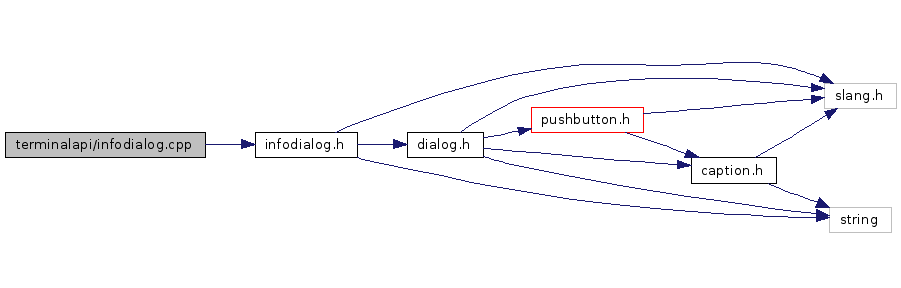 terminalapi/infodialog.cpp
infodialog.h
dialog.h
pushbutton.h
caption.h
slang.h
string